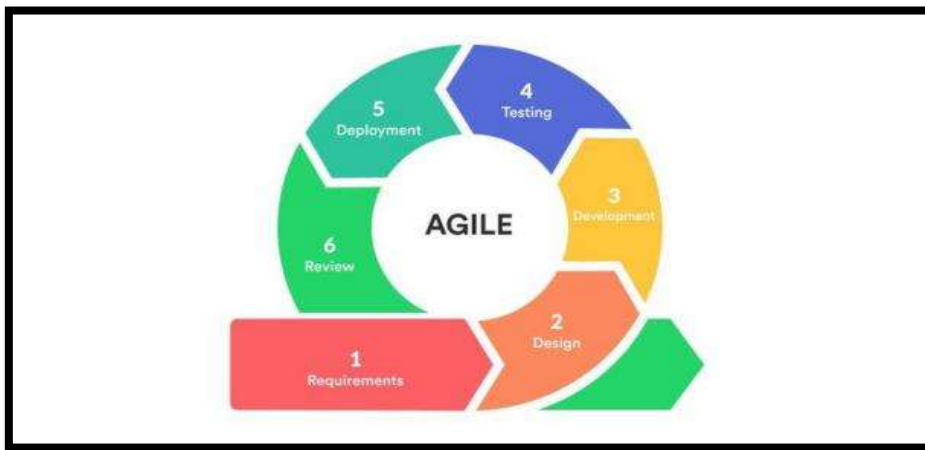 AGILE
1
Requirements
2
Design
3
Development
4
Testing
5
Deployment
6
Review